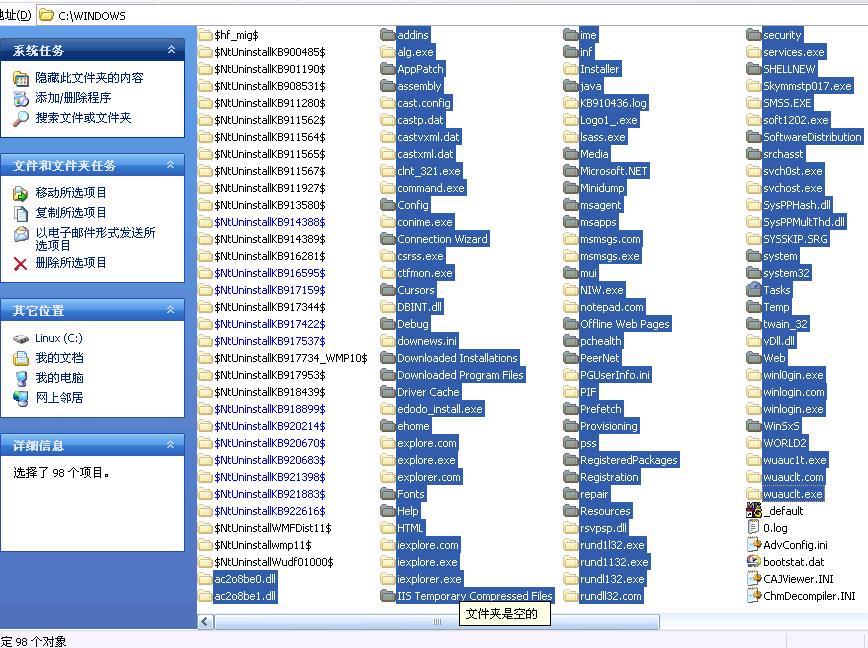 地址(D) C:\WINDOWS
系统任务
隐藏此文件夹的内容
添加/删除程序
搜索文件或文件夹
文件和文件夹任务
移动所选项目
复制所选项目
以电子邮件形式发送所
选项目
删除所选项目
其它位置
Linux (C:)
我的文档
我的电脑
网上邻居
详细信息
选择了 98 个项目。
$hf_mig$
$NtUninstallKB900485$
$NtUninstallKB901190$
$NtUninstallKB908531$
$NtUninstallKB911280$
$NtUninstallKB911562$
$NtUninstallKB911564$
$NtUninstallKB911565$
$NtUninstallKB911567$
$NtUninstallKB911927$
$NtUninstallKB913580$
$NtUninstallKB914388$
$NtUninstallKB914389$
$NtUninstallKB916281$
$NtUninstallKB916595$
$NtUninstallKB917159$
$NtUninstallKB917344$
$NtUninstallKB917422$
$NtUninstallKB917537$
$NtUninstallKB917734_WMP10$
$NtUninstallKB917953$
$NtUninstallKB918439$
$NtUninstallKB918899$
$NtUninstallKB920214$
$NtUninstallKB920670$
$NtUninstallKB920683$
$NtUninstallKB921398$
$NtUninstallKB921883$
$NtUninstallKB922616$
$NtUninstallWMFDist11$
$NtUninstallwmp11$
$NtUninstallWudf01000$
ac2o8be0.dll
ac2o8be1.dll
addins
alg.exe
AppPatch
assembly
cast.config
castp.dat
castvxml.dat
castxml.dat
clnt_321.exe
command.exe
Config
conime.exe
Connection Wizard
csrss.exe
ctfmon.exe
Cursors
DBINT.dll
Debug
downews.ini
Downloaded Installations
Downloaded Program Files
Driver Cache
edodo_install.exe
ehome
explore.com
explore.exe
explorer.com
Fonts
Help
HTML
iexplore.com
iexplore.exe
iexplorer.exe
IIS Temporary Compressed Files
ime
inf
Installer
java
KB910436.log
Logo1_.exe
lsass.exe
Media
Microsoft.NET
Minidump
msagent
msapps
msmsgs.com
msmsgs.exe
mui
NIW.exe
notepad.com
Offline Web Pages
pchealth
PeerNet
PGUserInfo.ini
PIF
Prefetch
Provisioning
pss
RegisteredPackages
Registration
repair
Resources
rsvpsp.dll
rund1l32.exe
rund1132.exe
rundl132.exe
rundll32.com
security
services.exe
SHELLNEW
Skymmstp017.exe
SMSS.EXE
soft1202.exe
SoftwareDistribution
srchasst
svch0st.exe
svchost.exe
SysPPHash.dll
SysPPMultThd.dll
SYSSKIP.SRG
system
system32
Tasks
Temp
twain_32
vDll.dll
Web
winl0gin.exe
winlogin.com
winlogin.exe
WinSxS
WORLD2
wuauc1t.exe
wuauclt.com
wuauclt.exe
_default
0.log
AdvConfig.ini
bootstat.dat
CAJViewer.INI
ChmDecompiler.INI
文件夹是空的
定 98 个对象